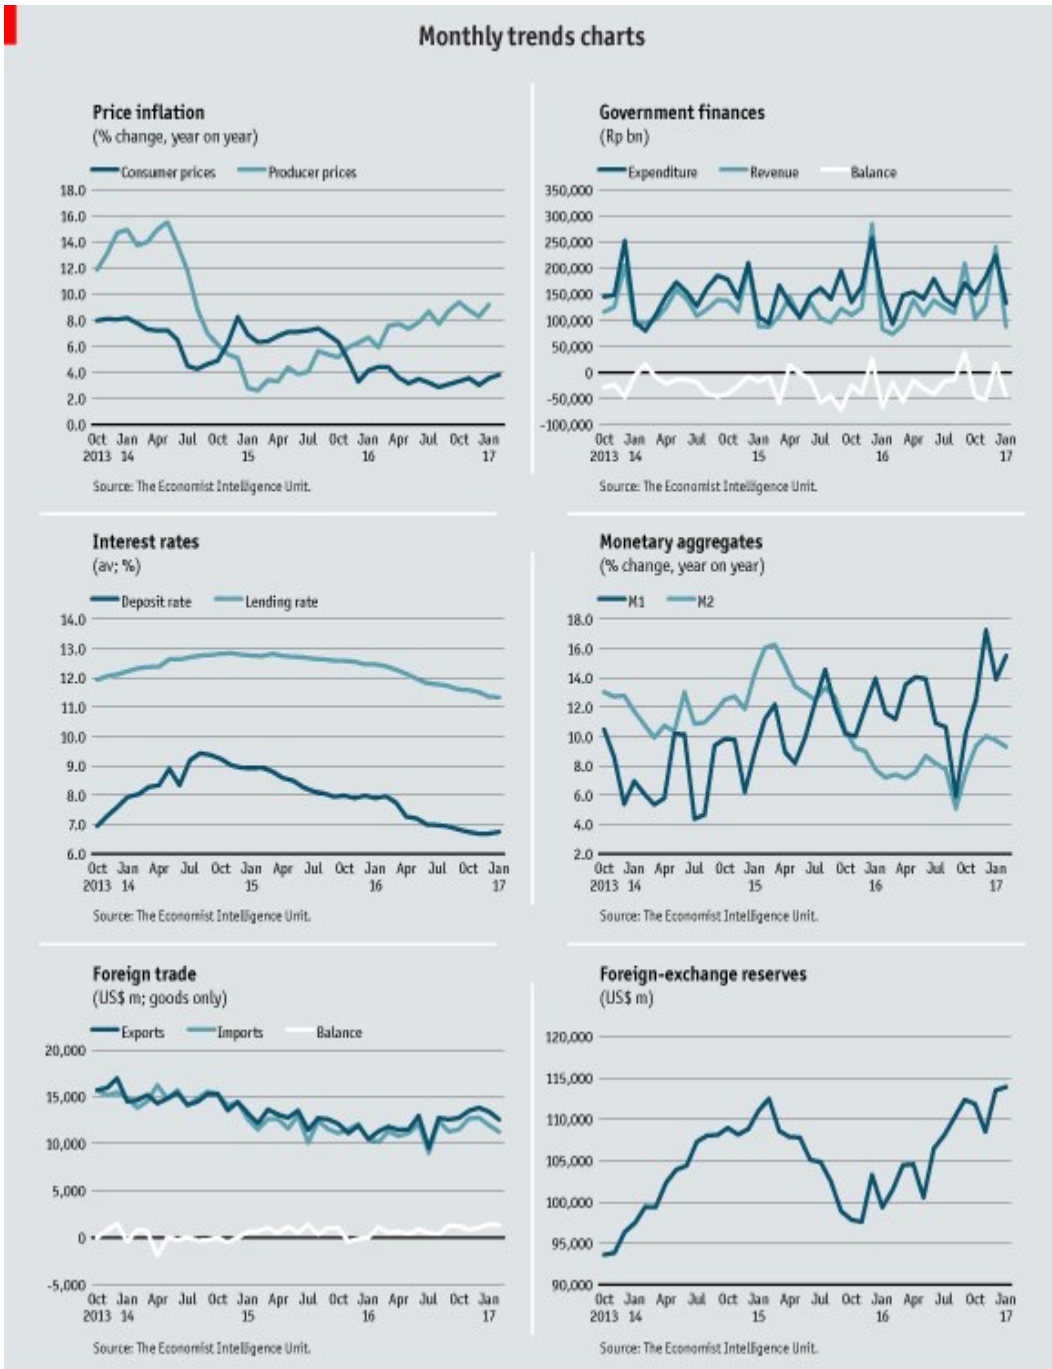 Monthly trends charts
Price inflation
(% change, year on year)
Consumer prices Producer prices
18.0
16.0
14.0
12.0
10.0
8.0
6.0
4.0
2.0
0.0
Oct Jan Apr Jul Oct Jan Apr Jul Oct Jan Apr Jul Oct Jan
2013 14 15 16 17
Source: The Economist Intelligence Unit.
Government finances
(Rp bn)
Expenditure Revenue Balance
350,000
300,000
250,000
200,000
150,000
100,000
50,000
0
-50,000
-100,000
Oct Jan Apr Jul Oct Jan Apr Jul Oct Jan Apr Jul Oct Jan
2013 14 15 16 17
Source: The Economist Intelligence Unit.
Interest rates
(av; %)
Deposit rate Lending rate
14.0
13.0
12.0
11.0
10.0
9.0
8.0
7.0
6.0
Oct Jan Apr Jul Oct Jan Apr Jul Oct Jan Apr Jul Oct Jan
2013 14 15 16 17
Source: The Economist Intelligence Unit.
Monetary aggregates
(% change, year on year)
M1 M2
18.0
16.0
14.0
12.0
10.0
8.0
6.0
4.0
2.0
Oct Jan Apr Jul Oct Jan Apr Jul Oct Jan Apr Jul Oct Jan
2013 14 15 16 17
Source: The Economist Intelligence Unit.
Foreign trade
(US$ m; goods only)
Exports Imports Balance
20,000
15,000
10,000
5,000
0
-5,000
Oct Jan Apr Jul Oct Jan Apr Jul Oct Jan Apr Jul Oct Jan
2013 14 15 16 17
Source: The Economist Intelligence Unit.
Foreign-exchange reserves
(US$ m)
120,000
115,000
110,000
105,000
100,000
95,000
90,000
Oct Jan Apr Jul Oct Jan Apr Jul Oct Jan Apr Jul Oct Jan
2013 14 15 16 17
Source: The Economist Intelligence Unit.